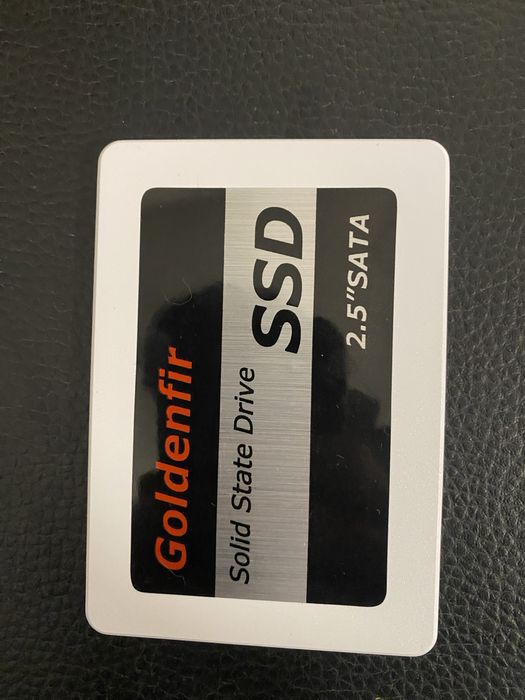 Goldenfir
Solid State Drive SSD
2.5"SATA